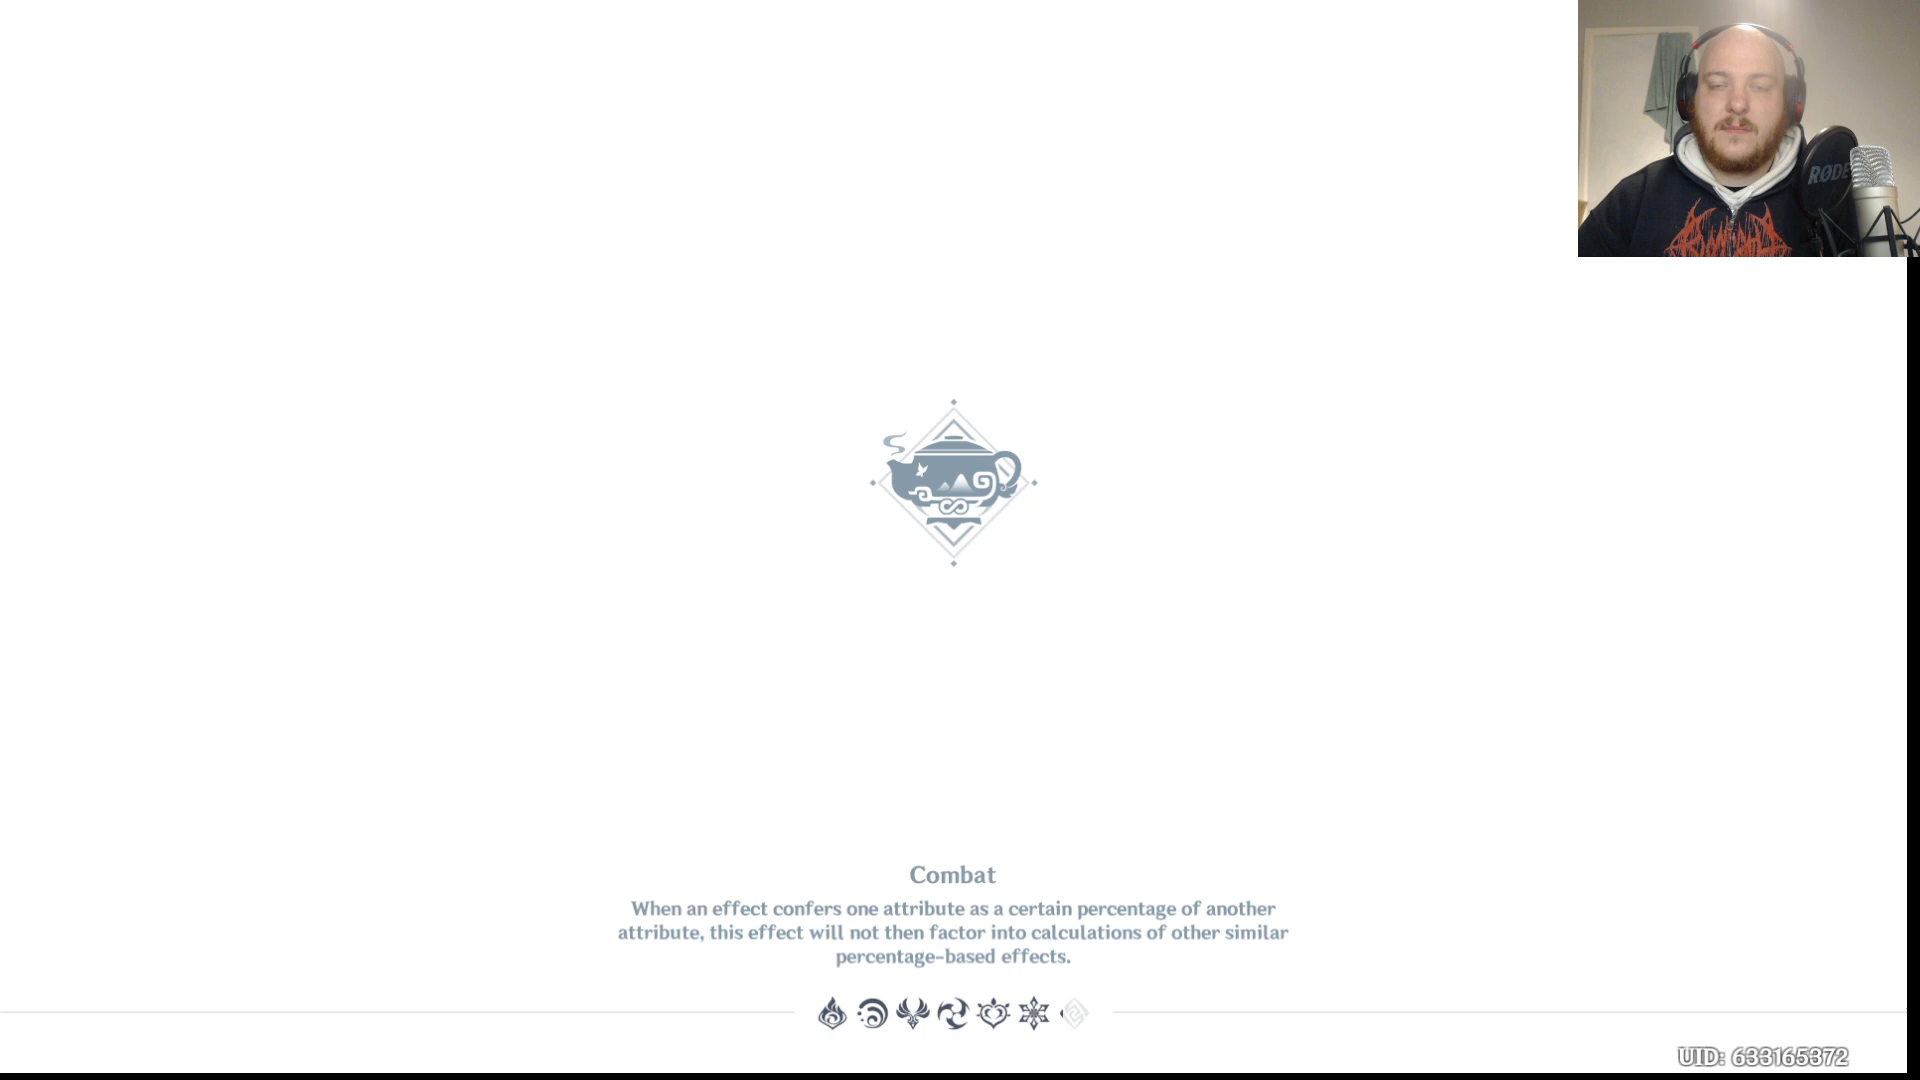 RØDE
Combat
When an effect confers one attribute as a certain percentage of another
attribute, this effect will not then factor into calculations of other similar
percentage-based effects.
UID: 633165372